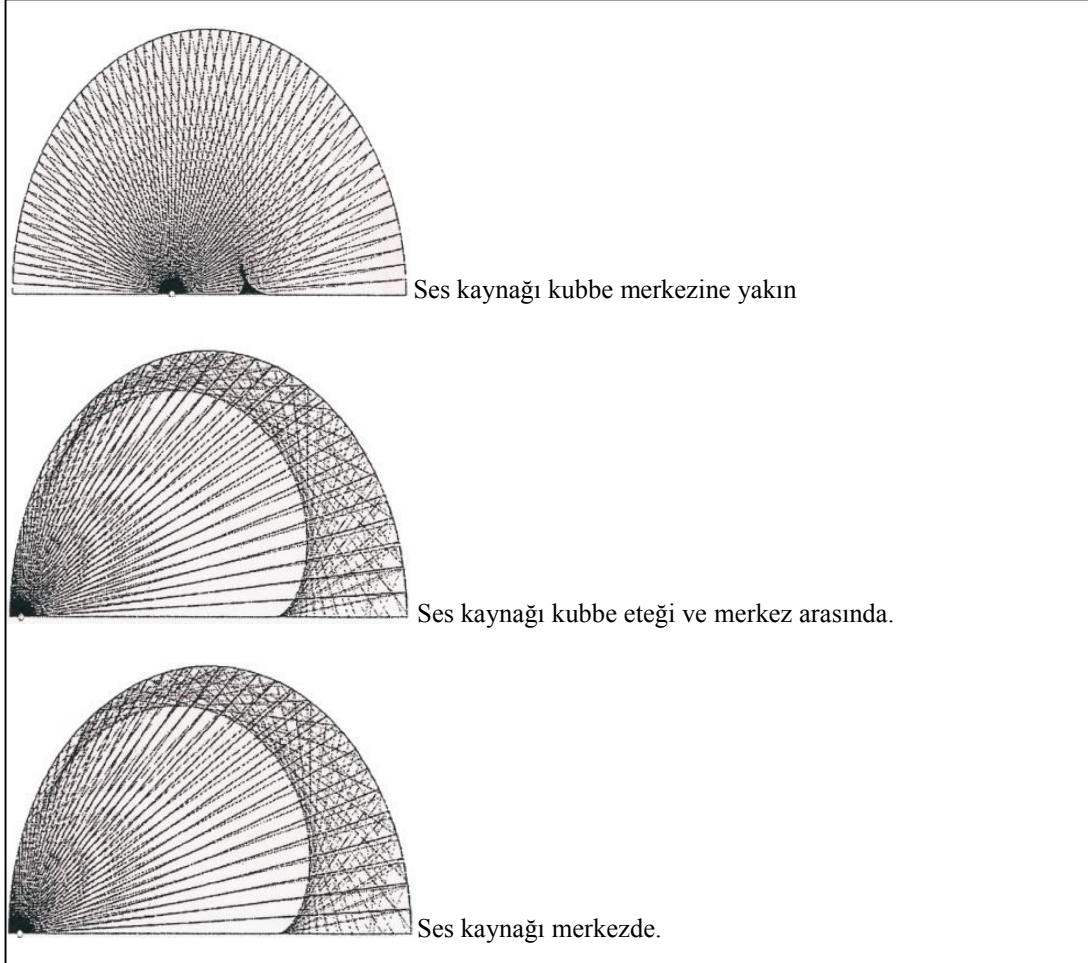 Ses kaynağı kubbe merkezine yakın
Ses kaynağı kubbe eteği ve merkez arasında.
Ses kaynağı merkezde.